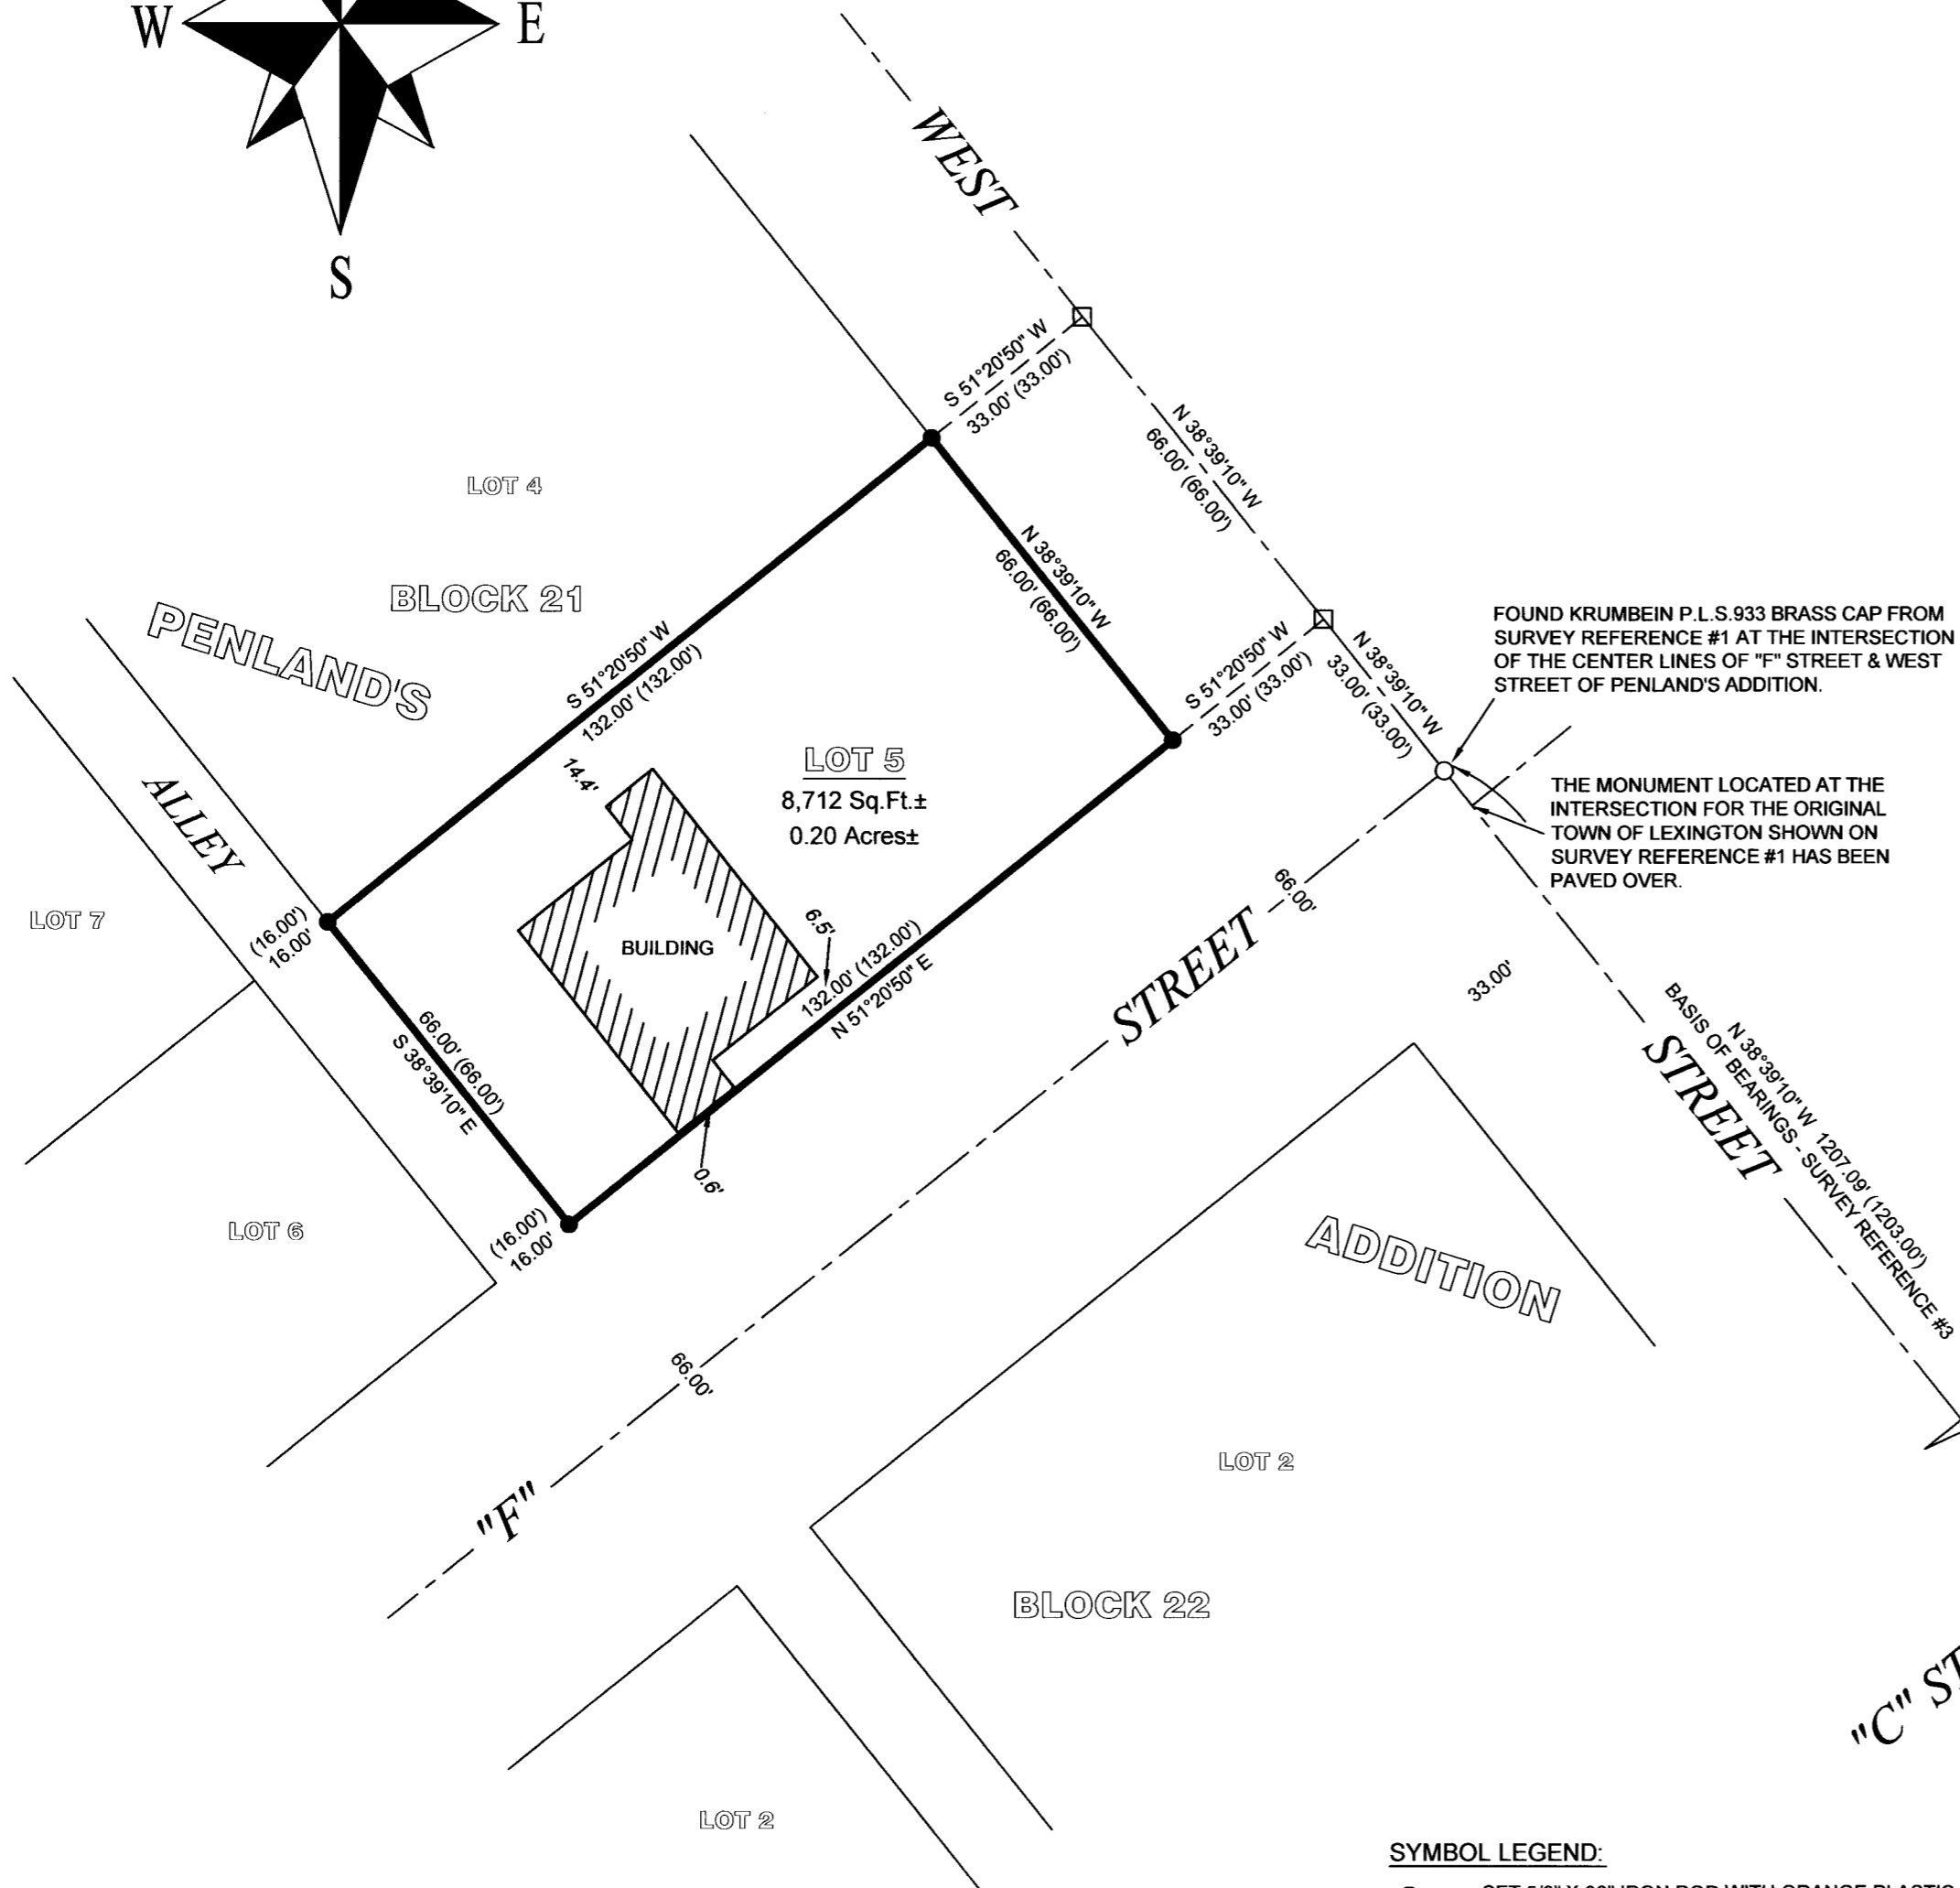 W
E
S
WEST
S 51°20'50" W
33.00' (33.00')
N 38°39'10" W
66.00' (66.00')
LOT 4
BLOCK 21
PENLAND'S
S 51°20'50" W
132.00' (132.00')
N 38°39'10" W
66.00' (66.00')
S 51°20'50" W
33.00' (33.00')
N 38°39'10" W
33.00' (33.00')
FOUND KRUMBEIN P.L.S.933 BRASS CAP FROM
SURVEY REFERENCE #1 AT THE INTERSECTION
OF THE CENTER LINES OF "F" STREET & WEST
STREET OF PENLAND'S ADDITION.
THE MONUMENT LOCATED AT THE
INTERSECTION FOR THE ORIGINAL
TOWN OF LEXINGTON SHOWN ON
SURVEY REFERENCE #1 HAS BEEN
PAVED OVER.
ALLEY
14.4'
LOT 5
8,712 Sq.Ft.±
0.20 Acres±
LOT 7
(16.00')
16.00'
BUILDING
6.5'
132.00' (132.00')
N 51°20'50" E
66.00'
STREET
33.00'
66.00' (66.00')
S 38°39'10" E
0.6'
N 38°39'10" W 1207.09' (1203.00')
BASIS OF BEARINGS - SURVEY REFERENCE #3
STREET
LOT 6
(16.00')
16.00'
ADDITION
66.00'
"F"
LOT 2
BLOCK 22
"C" ST
LOT 2
SYMBOL LEGEND: